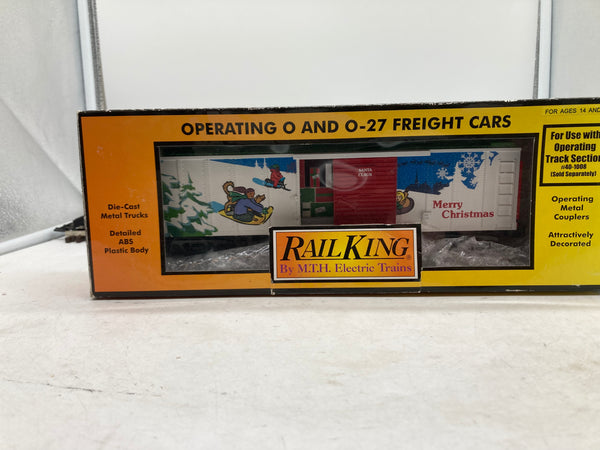 FOR AGES 14 AND
OPERATING O AND O-27 FREIGHT CARS
For Use with
Operating
Track Section
#40-1008
(Sold Separately)
SANTA
CLAUS
Merry
Christmas
Die-Cast
Metal Trucks
Detailed
ABS
Plastic Body
Operating
Metal
Couplers
Attractively
Decorated
RAILKING®
By M.T.H. Electric Trains